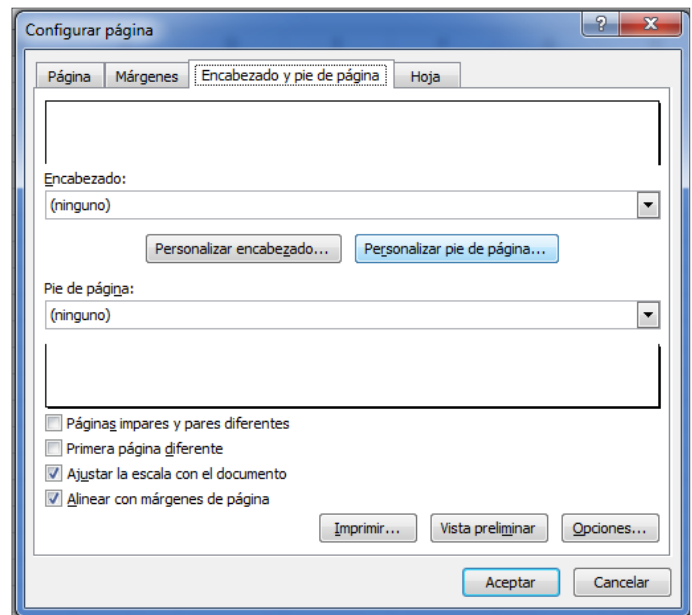 Configurar página
Página Márgenes Encabezado y pie de página Hoja
Encabezado:
(ninguno)
Personalizar encabezado... Personalizar pie de página...
Pie de página:
(ninguno)
Páginas impares y pares diferentes
Primera página diferente
Ajustar la escala con el documento
Alinear con márgenes de página
Imprimir... Vista preliminar Opciones...
Aceptar Cancelar